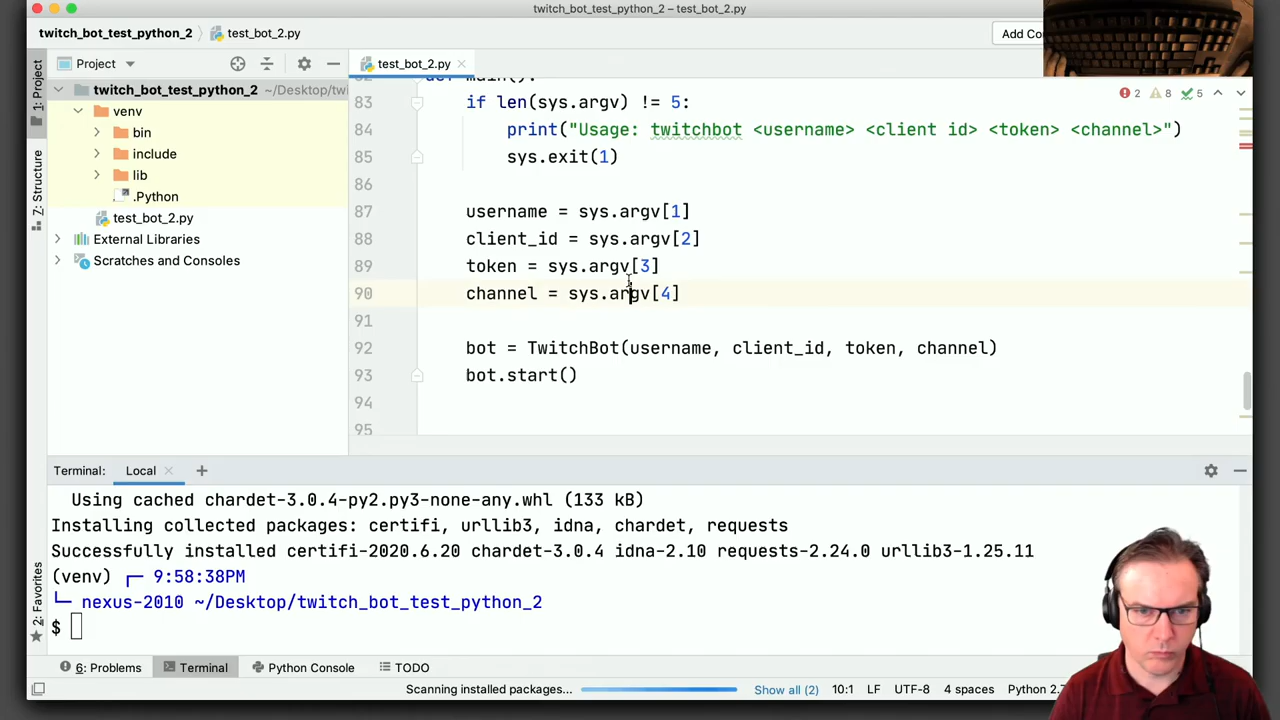 twitch_bot_test_python_2 – test_bot_2.py
twitch_bot_test_python_2
test_bot_2.py
Add Co
1: Project
Z: Structure
2: Favorites
Project
twitch_bot_test_python_2 ~/Desktop/twi
venv
bin
include
lib
.Python
test_bot_2.py
External Libraries
Scratches and Consoles
test_bot_2.py
2 8 5
def main():
83 if len(sys.argv) != 5:
84 print("Usage: twitchbot <username> <client id> <token> <channel>")
85 sys.exit(1)
86
87 username = sys.argv[1]
88 client_id = sys.argv[2]
89 token = sys.argv[3]
90 channel = sys.argv[4]
91
92 bot = TwitchBot(username, client_id, token, channel)
93 bot.start()
94
95
Terminal: Local
Using cached chardet-3.0.4-py2.py3-none-any.whl (133 kB)
Installing collected packages: certifi, urllib3, idna, chardet, requests
Successfully installed certifi-2020.6.20 chardet-3.0.4 idna-2.10 requests-2.24.0 urllib3-1.25.11
(venv) 9:58:38PM
nexus-2010 ~/Desktop/twitch_bot_test_python_2
$
6: Problems Terminal Python Console TODO
Scanning installed packages... Show all (2) 10:1 LF UTF-8 4 spaces Python 2.7